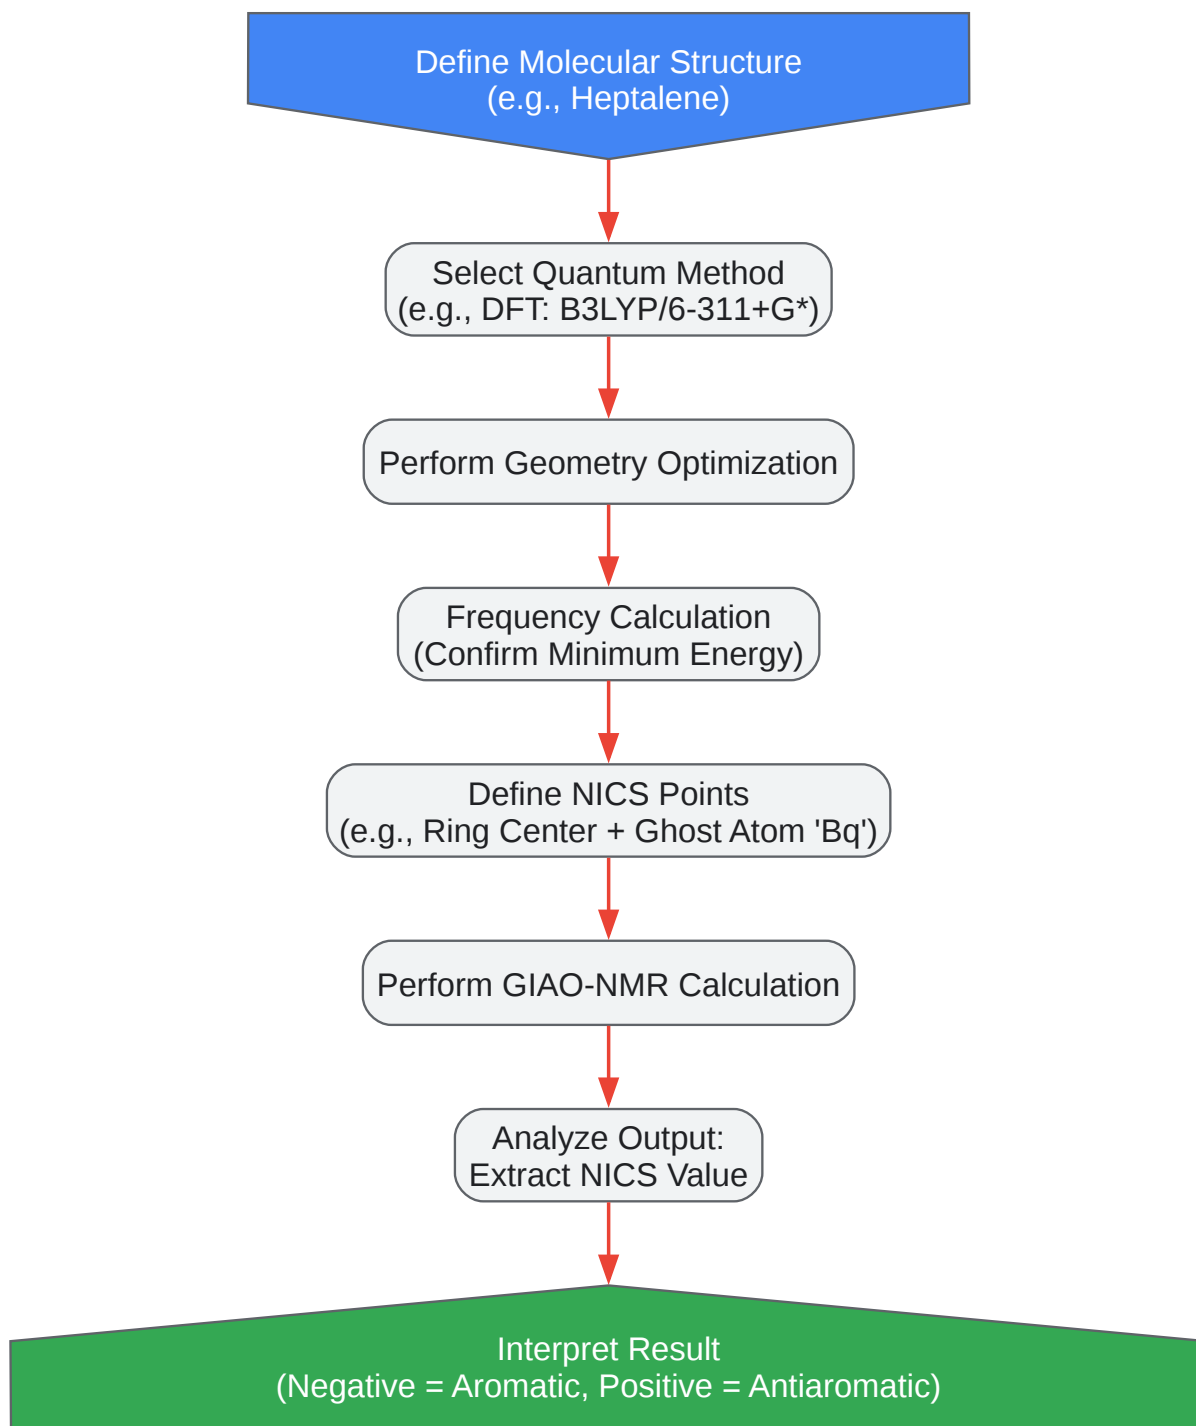 Define Molecular Structure
(e.g., Heptalene)
Select Quantum Method
(e.g., DFT: B3LYP/6-311+G*)
Perform Geometry Optimization
Frequency Calculation
(Confirm Minimum Energy)
Define NICS Points
(e.g., Ring Center + Ghost Atom 'Bq')
Perform GIAO-NMR Calculation
Analyze Output:
Extract NICS Value
Interpret Result
(Negative = Aromatic, Positive = Antiaromatic)